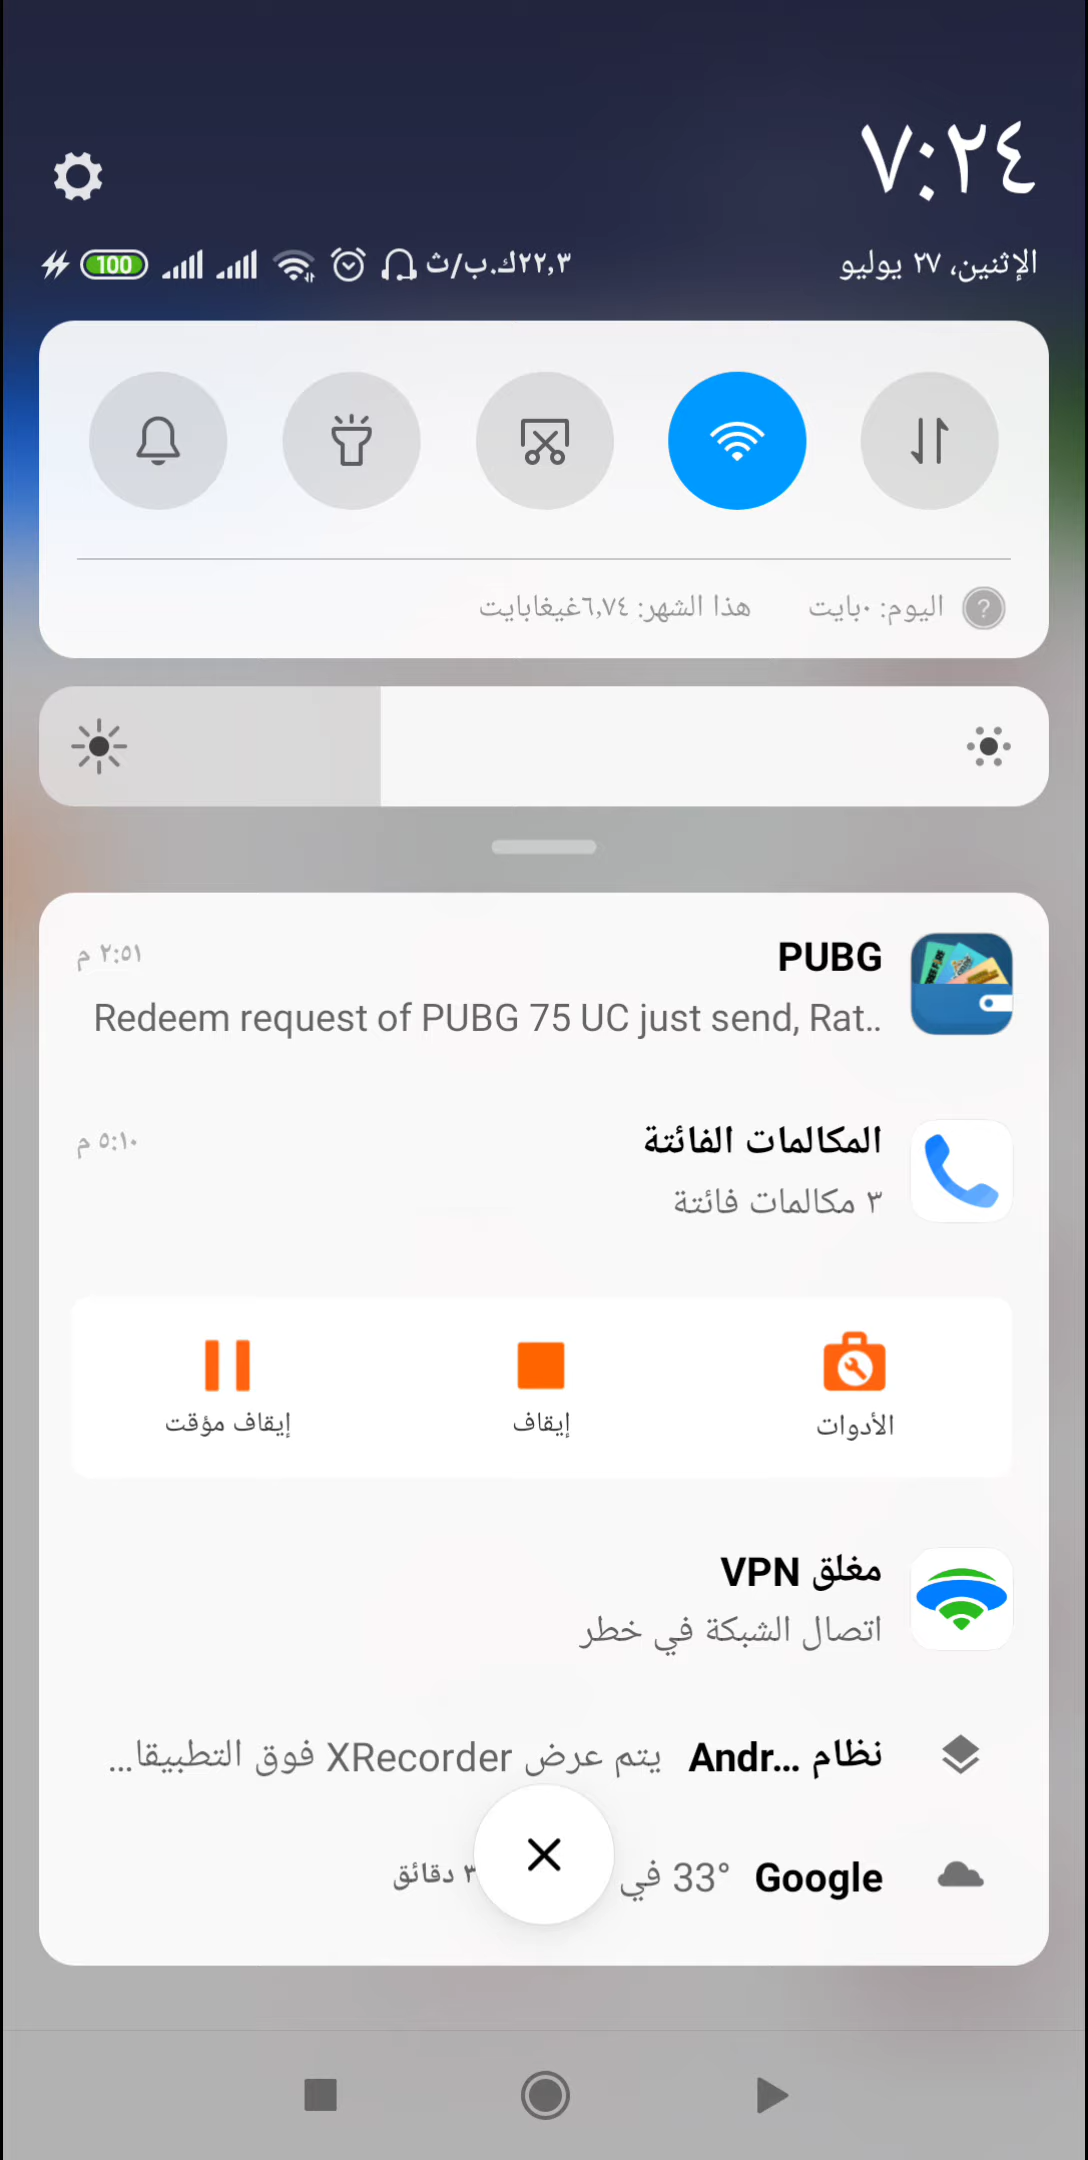 ٧:٢٤
الإثنين، ٢٧ يوليو
٢٢,٣ك.ب/ث
100
اليوم: ٠بايت
هذا الشهر: ٦,٧٤غيغابايت
PUBG
٢:٥١ م
Redeem request of PUBG 75 UC just send, Rat..
المكالمات الفائتة
٥:١٠ م
٣ مكالمات فائتة
الأدوات
إيقاف
إيقاف مؤقت
مغلق VPN
اتصال الشبكة في خطر
نظام Andr...
يتم عرض XRecorder فوق التطبيقا...
Google
33° في
٣ دقائق